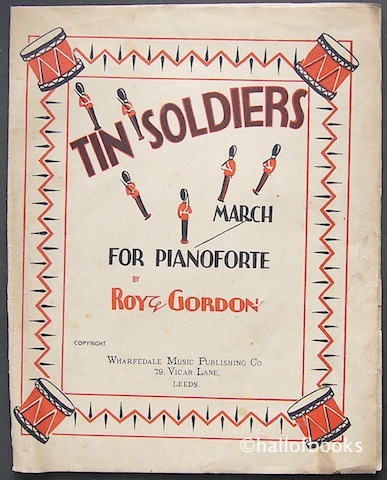 TIN SOLDIERS
MARCH
FOR PIANOFORTE
BY
ROY GORDON
COPYRIGHT
WHARFEDALE MUSIC PUBLISHING CO.
79, VICAR LANE,
LEEDS.
©hallofbooks